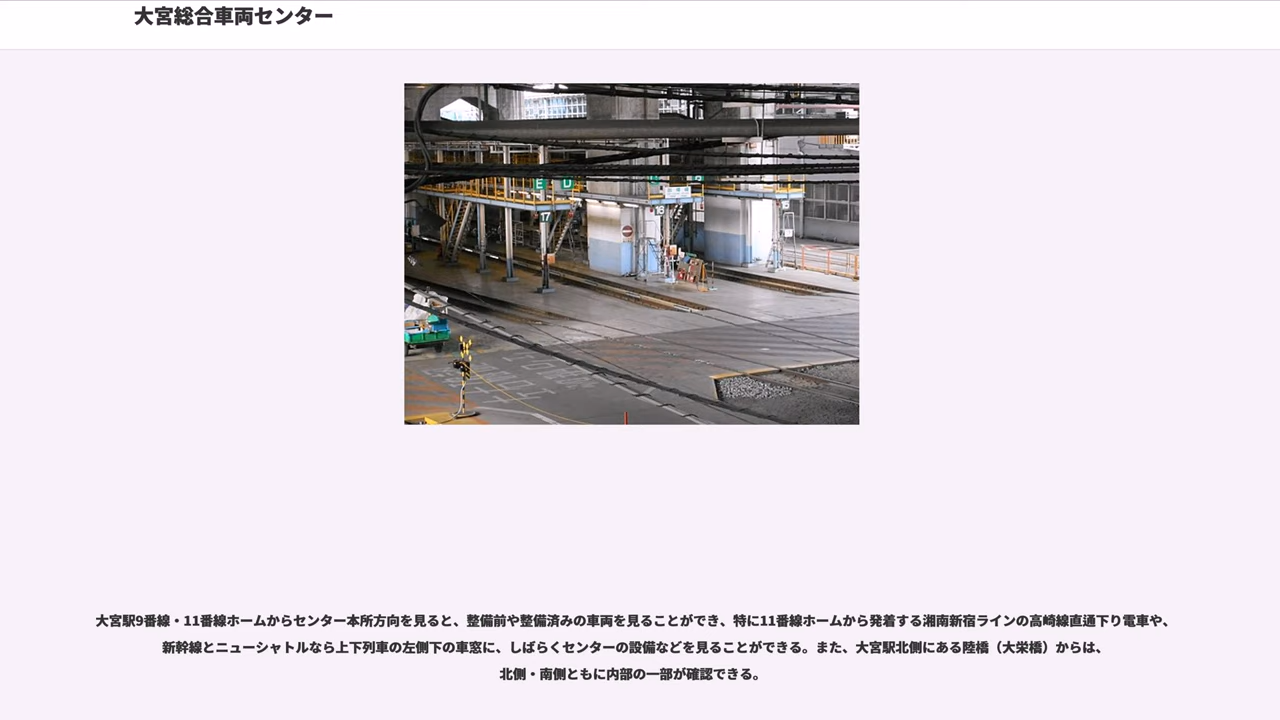 大宮総合車両センター
E
D
17
16
大宮駅9番線・11番線ホームからセンター本所方向を見ると、整備前や整備済みの車両を見ることができ、特に11番線ホームから発着する湘南新宿ラインの高崎線直通下り電車や、
新幹線とニューシャトルなら上下列車の左側下の車窓に、しばらくセンターの設備などを見ることができる。また、大宮駅北側にある陸橋（大栄橋）からは、
北側・南側ともに内部の一部が確認できる。